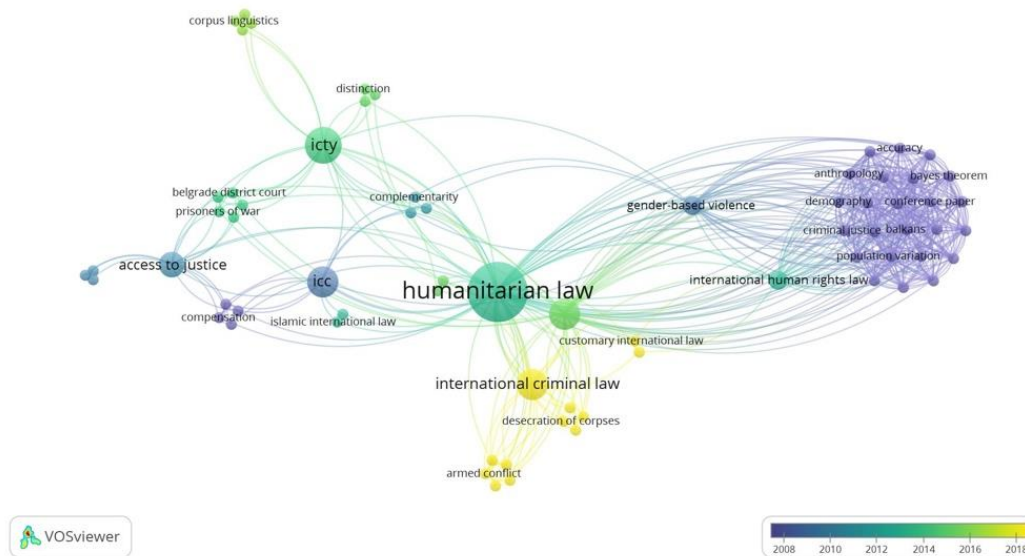 corpus linguistics
distinction
icty
accuracy
anthropology
bayes theorem
belgrade district court
complementarity
prisoners of war
gender-based violence
demography
conference paper
criminal justice
balkans
access to justice
population variation
icc
humanitarian law
international human rights law
compensation
islamic international law
customary international law
international criminal law
desecration of corpses
armed conflict
VOSviewer
2008 2010 2012 2014 2016 2018